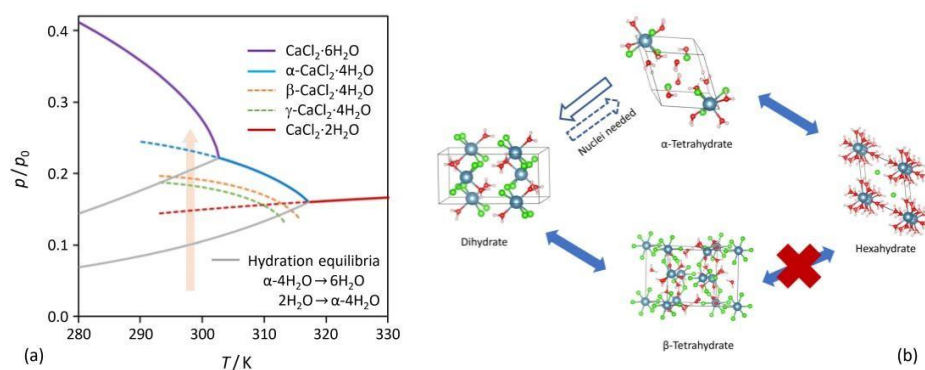 0.4
0.3
0.2
0.1
0.0
p/p₀
280 290 300 310 320 330
T/K
CaCl₂·6H₂O
α-CaCl₂·4H₂O
β-CaCl₂·4H₂O
γ-CaCl₂·4H₂O
CaCl₂·2H₂O
Hydration equilibria
α-4H₂O → 6H₂O
2H₂O → α-4H₂O
(a)
α-Tetrahydrate
Nuclei needed
Dihydrate
Hexahydrate
β-Tetrahydrate
(b)